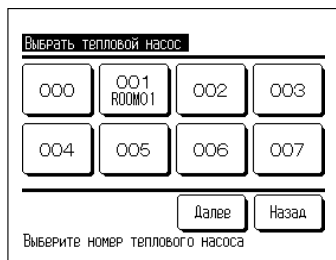 Выбрать тепловой насос
000 001 002 003
ROOM01
004 005 006 007
Далее Назад
Выберите номер теплового насоса